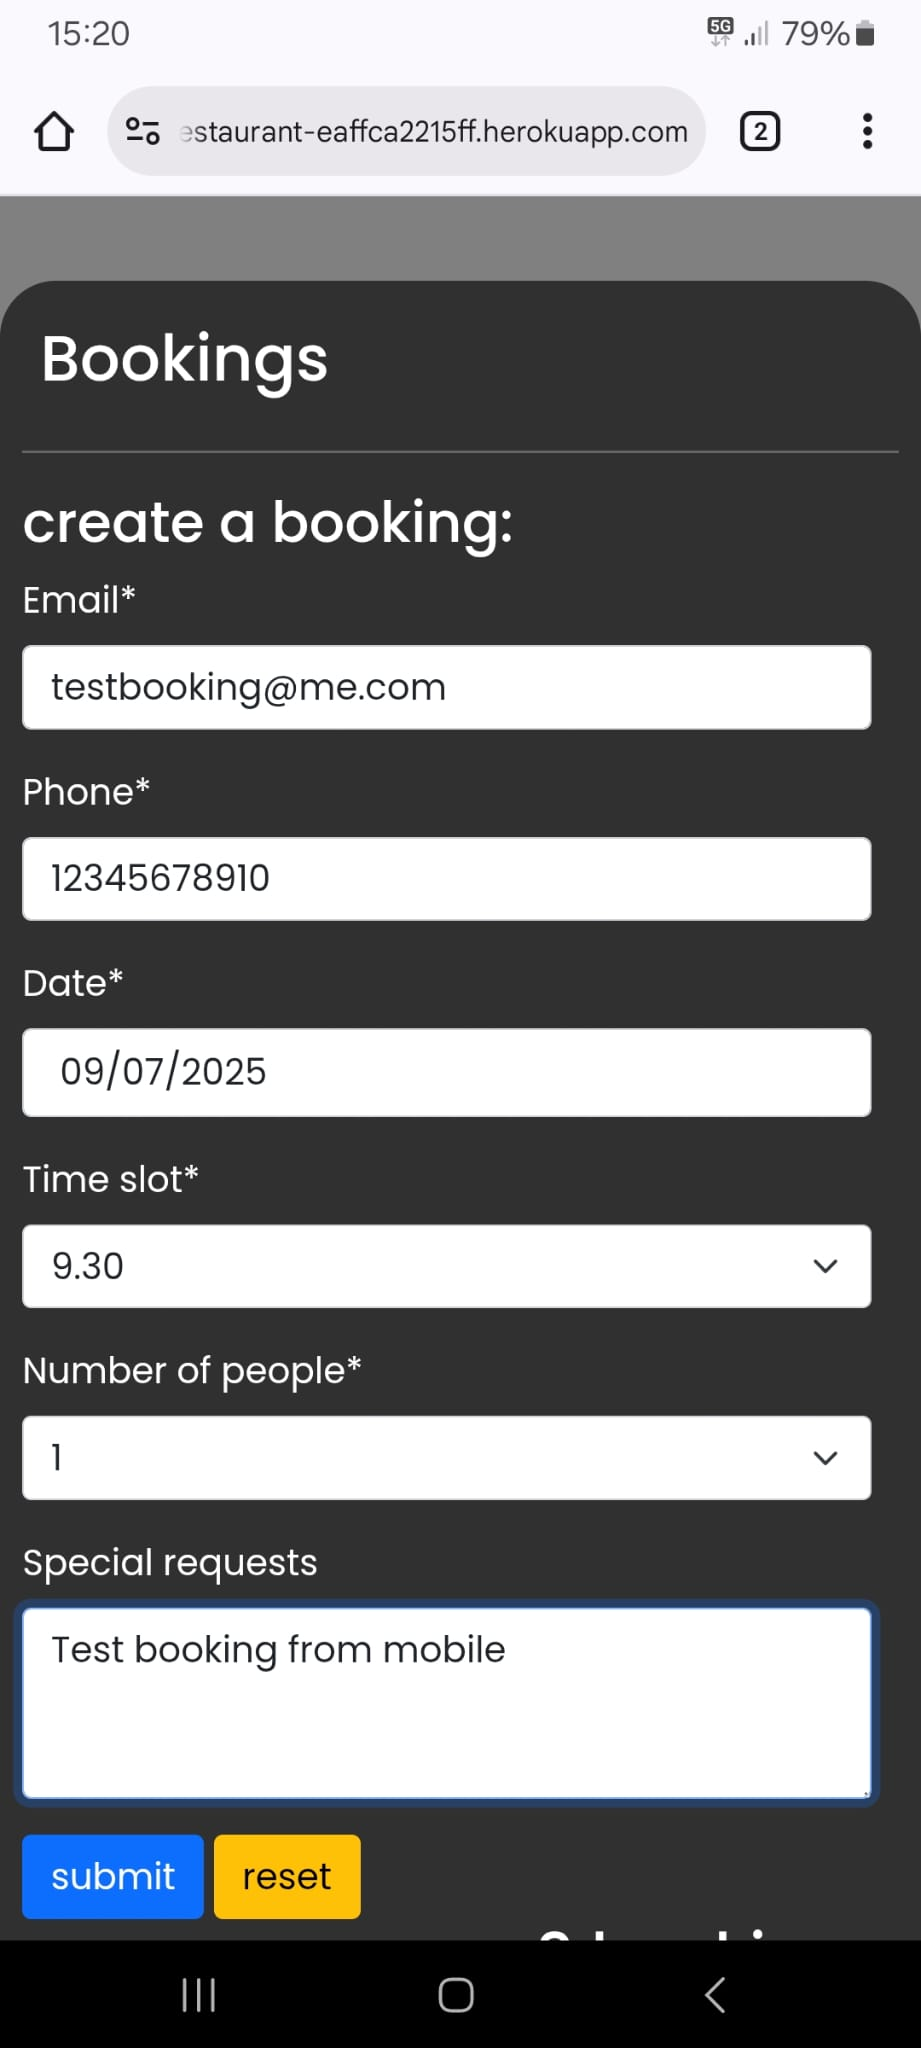 15:20
5G
79%
estaurant-eaffca2215ff.herokuapp.com
2
Bookings
create a booking:
Email*
testbooking@me.com
Phone*
12345678910
Date*
09/07/2025
Time slot*
9.30
Number of people*
1
Special requests
Test booking from mobile
submit
reset